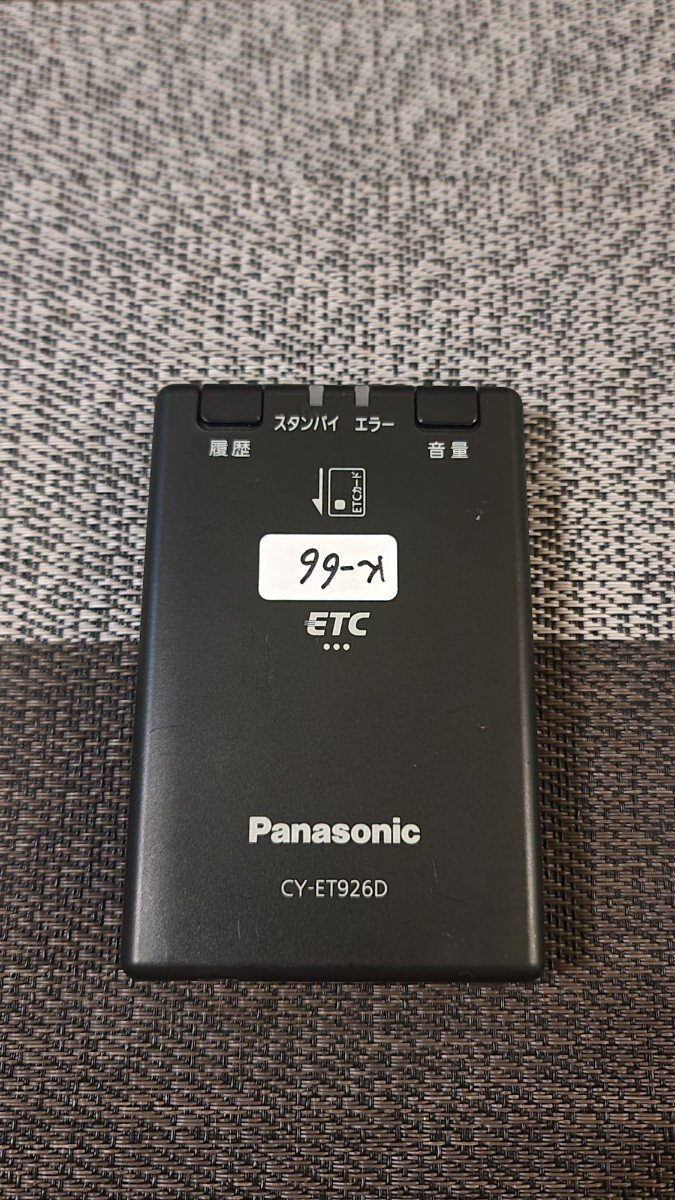 スタンバイ エラー
履歴 音量
ETCカード
K-66
ETC
Panasonic
CY-ET926D